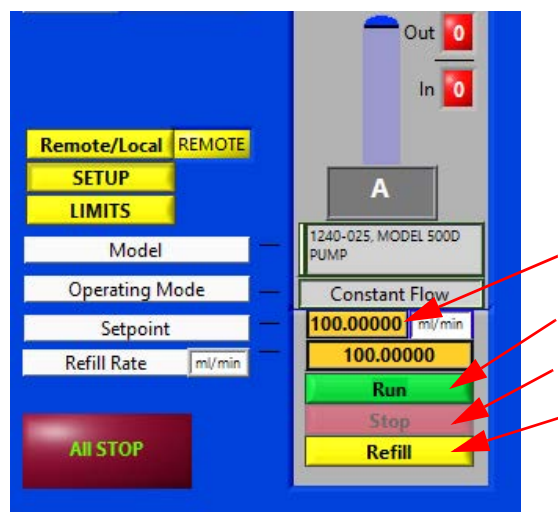 Out 0
In 0
Remote/Local REMOTE
SETUP
LIMITS
A
Model
1240-025, MODEL 500D
PUMP
Operating Mode
Constant Flow
Setpoint
100.00000 ml/min
Refill Rate ml/min
100.00000
Run
Stop
All STOP
Refill